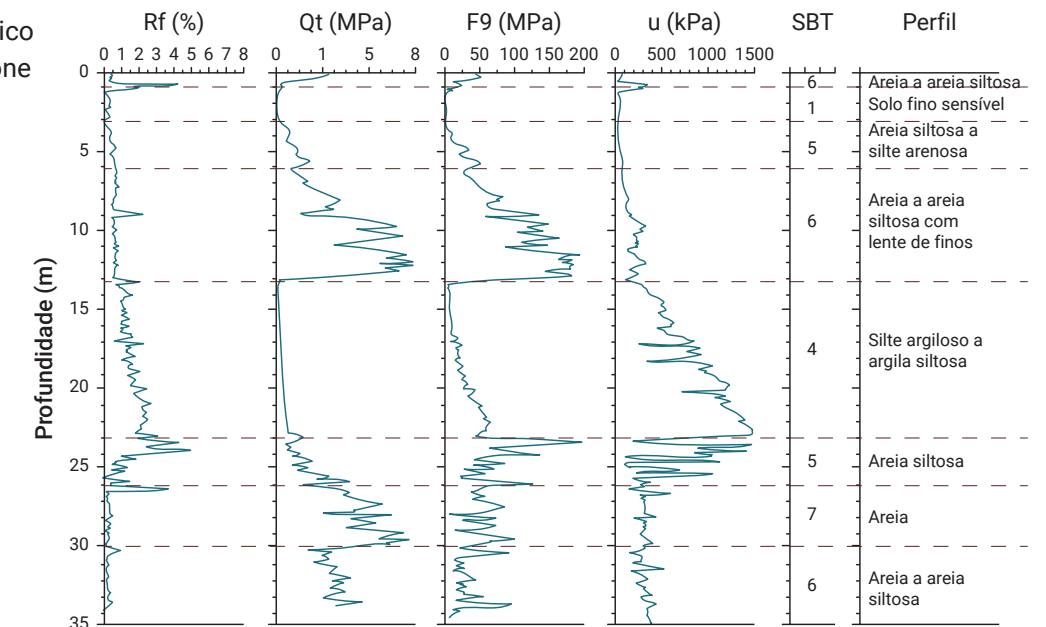 ico
one
Rf (%)
Qt (MPa)
F9 (MPa)
u (kPa)
SBT
Perfil
0 1 2 3 4 5 6 7 8
0 1 5 8
0 50 100 150 200
0 500 1000 1500
Profundidade (m)
0
5
10
15
20
25
30
35
6
1
5
6
4
5
7
6
Areia a areia siltosa
Solo fino sensível
Areia siltosa a
silte arenosa
Areia a areia
siltosa com
lente de finos
Silte argiloso a
argila siltosa
Areia siltosa
Areia
Areia a areia
siltosa